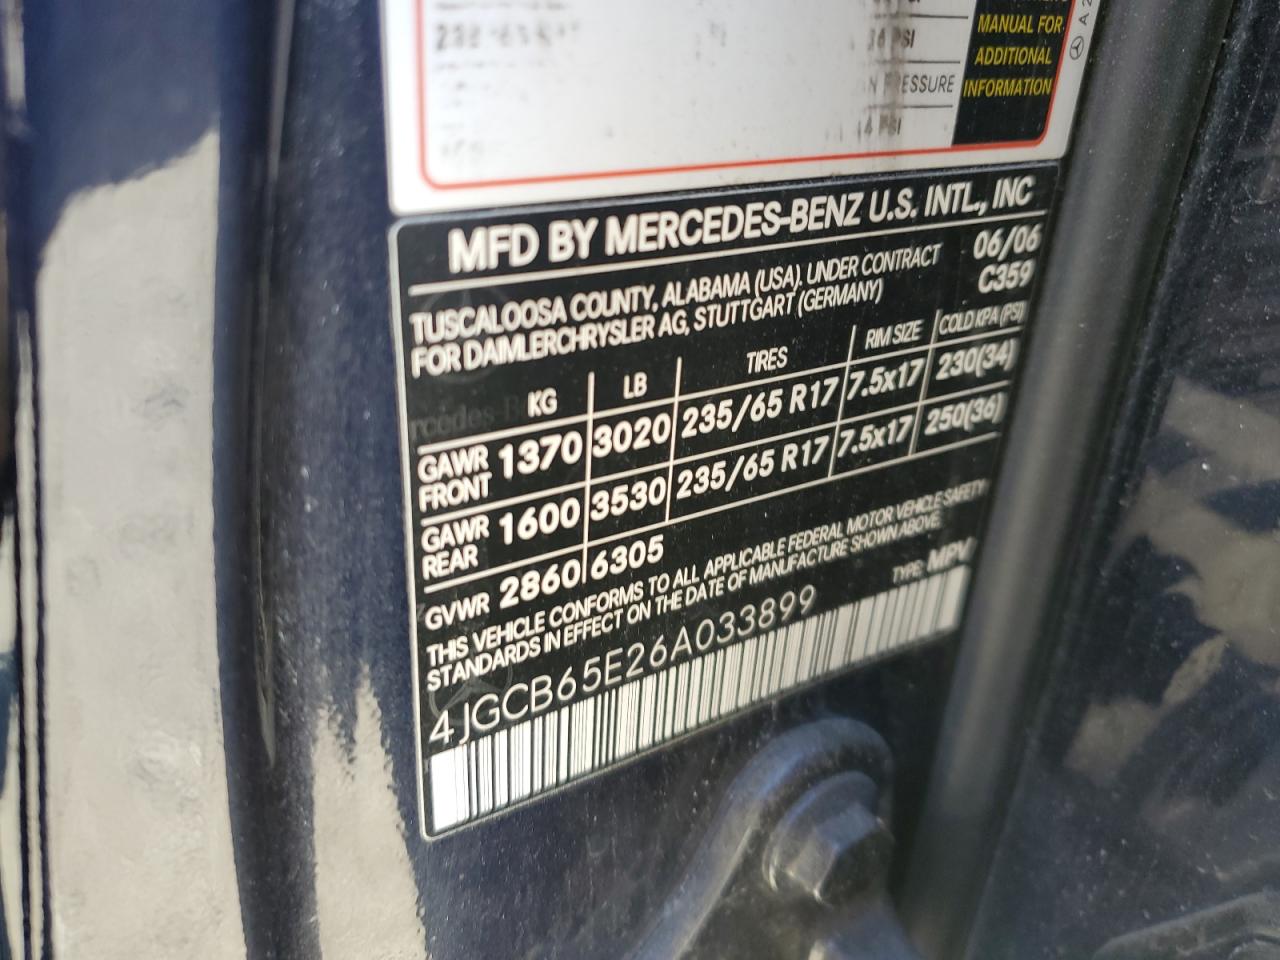 MANUAL FOR
36 PSI
ADDITIONAL
PRESSURE
INFORMATION
4 PSI
MFD BY MERCEDES-BENZ U.S. INTL., INC
TUSCALOOSA COUNTY, ALABAMA (USA). UNDER CONTRACT 06/06
FOR DAIMLERCHRYSLER AG, STUTTGART (GERMANY) C359
KG LB TIRES RIM SIZE COLD KPA (PSI)
GAWR FRONT 1370 3020 235/65 R17 7.5x17 230(34)
GAWR REAR 1600 3530 235/65 R17 7.5x17 250(36)
GVWR 2860 6305
THIS VEHICLE CONFORMS TO ALL APPLICABLE FEDERAL MOTOR VEHICLE SAFETY
STANDARDS IN EFFECT ON THE DATE OF MANUFACTURE SHOWN ABOVE.
4JGCB65E26A033899 TYPE: MPV